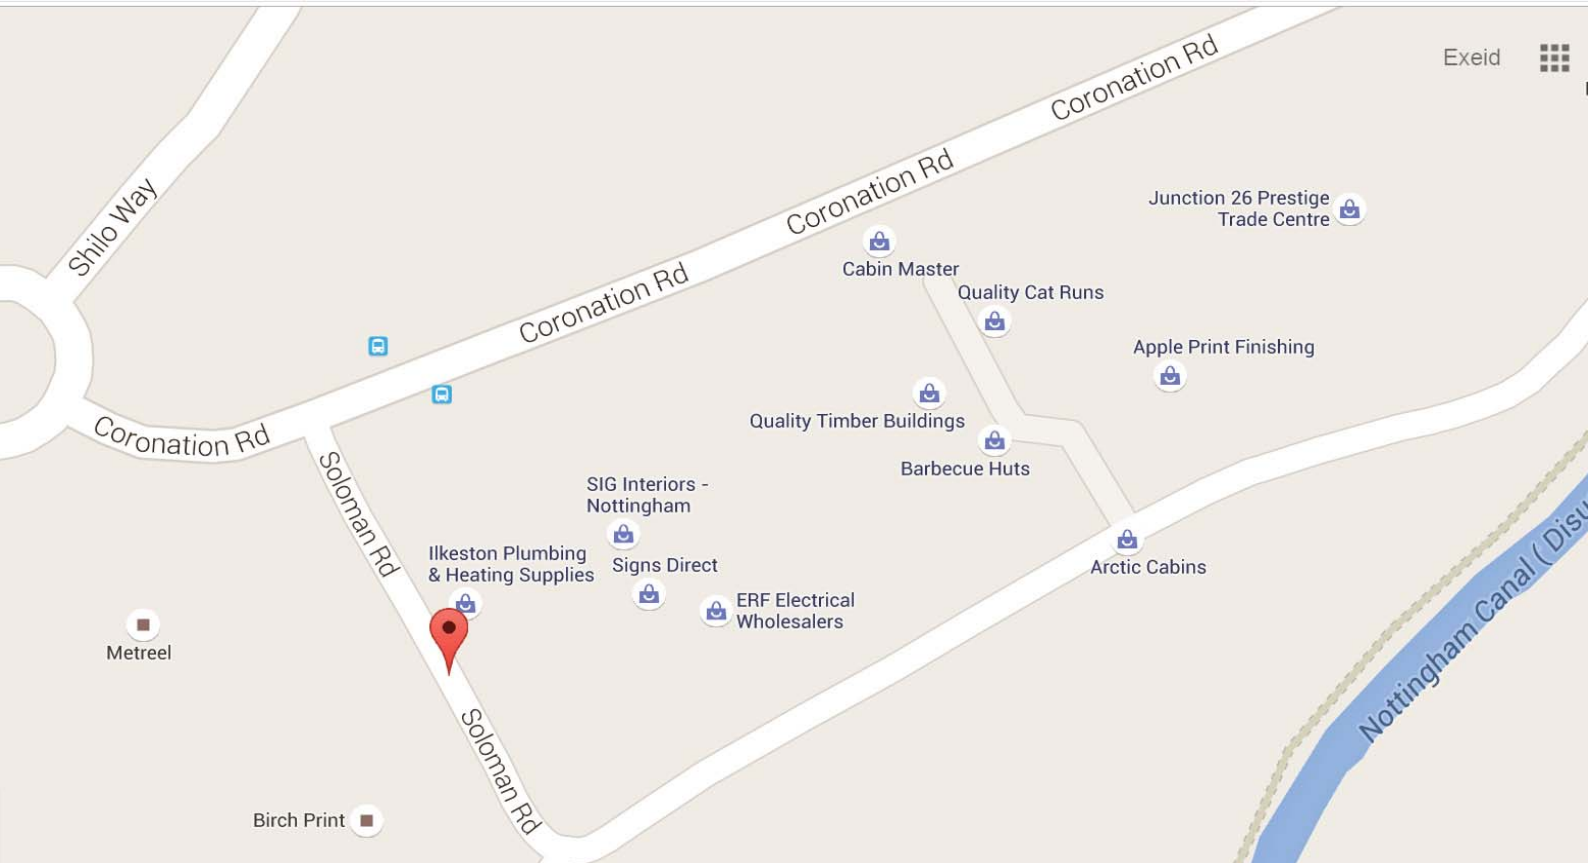 Exeid
Coronation Rd
Coronation Rd
Shilo Way
Junction 26 Prestige
Trade Centre
Cabin Master
Coronation Rd
Quality Cat Runs
Apple Print Finishing
Quality Timber Buildings
Coronation Rd
Barbecue Huts
Soloman Rd
SIG Interiors -
Nottingham
Ilkeston Plumbing
& Heating Supplies
Signs Direct
Arctic Cabins
ERF Electrical
Wholesalers
Nottingham Canal ( Disu
Metreel
Soloman Rd
Birch Print